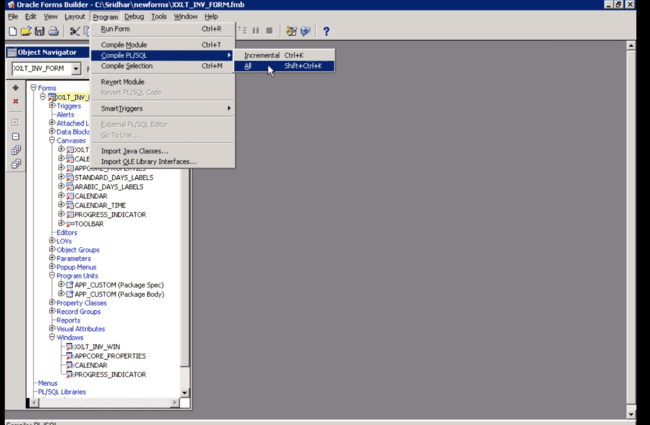 Oracle Forms Builder - C:\Sridhar\newforms\XXLT_INV_FORM.fmb
File Edit View Layout Program Debug Tools Window Help
Run Form Ctrl+R
Compile Module Ctrl+T
Compile PL/SQL
Compile Selection Ctrl+M
Revert Module
Revert PL/SQL Code
SmartTriggers
External PL/SQL Editor
Go To Line...
Import Java Classes...
Import OLE Library Interfaces...
Incremental Ctrl+K
All Shift+Ctrl+K
Object Navigator
XXLT_INV_FORM
Forms
XXLT_INV_
Triggers
Alerts
Attached L
Data Block
Canvases
XXLT
CALE
APPCORE_PROPERTIES
STANDARD_DAYS_LABELS
ARABIC_DAYS_LABELS
CALENDAR
CALENDAR_TIME
PROGRESS_INDICATOR
TOOLBAR
Editors
LOVs
Object Groups
Parameters
Popup Menus
Program Units
APP_CUSTOM (Package Spec)
APP_CUSTOM (Package Body)
Property Classes
Record Groups
Reports
Visual Attributes
Windows
XXLT_INV_WIN
APPCORE_PROPERTIES
CALENDAR
PROGRESS_INDICATOR
Menus
PL/SQL Libraries